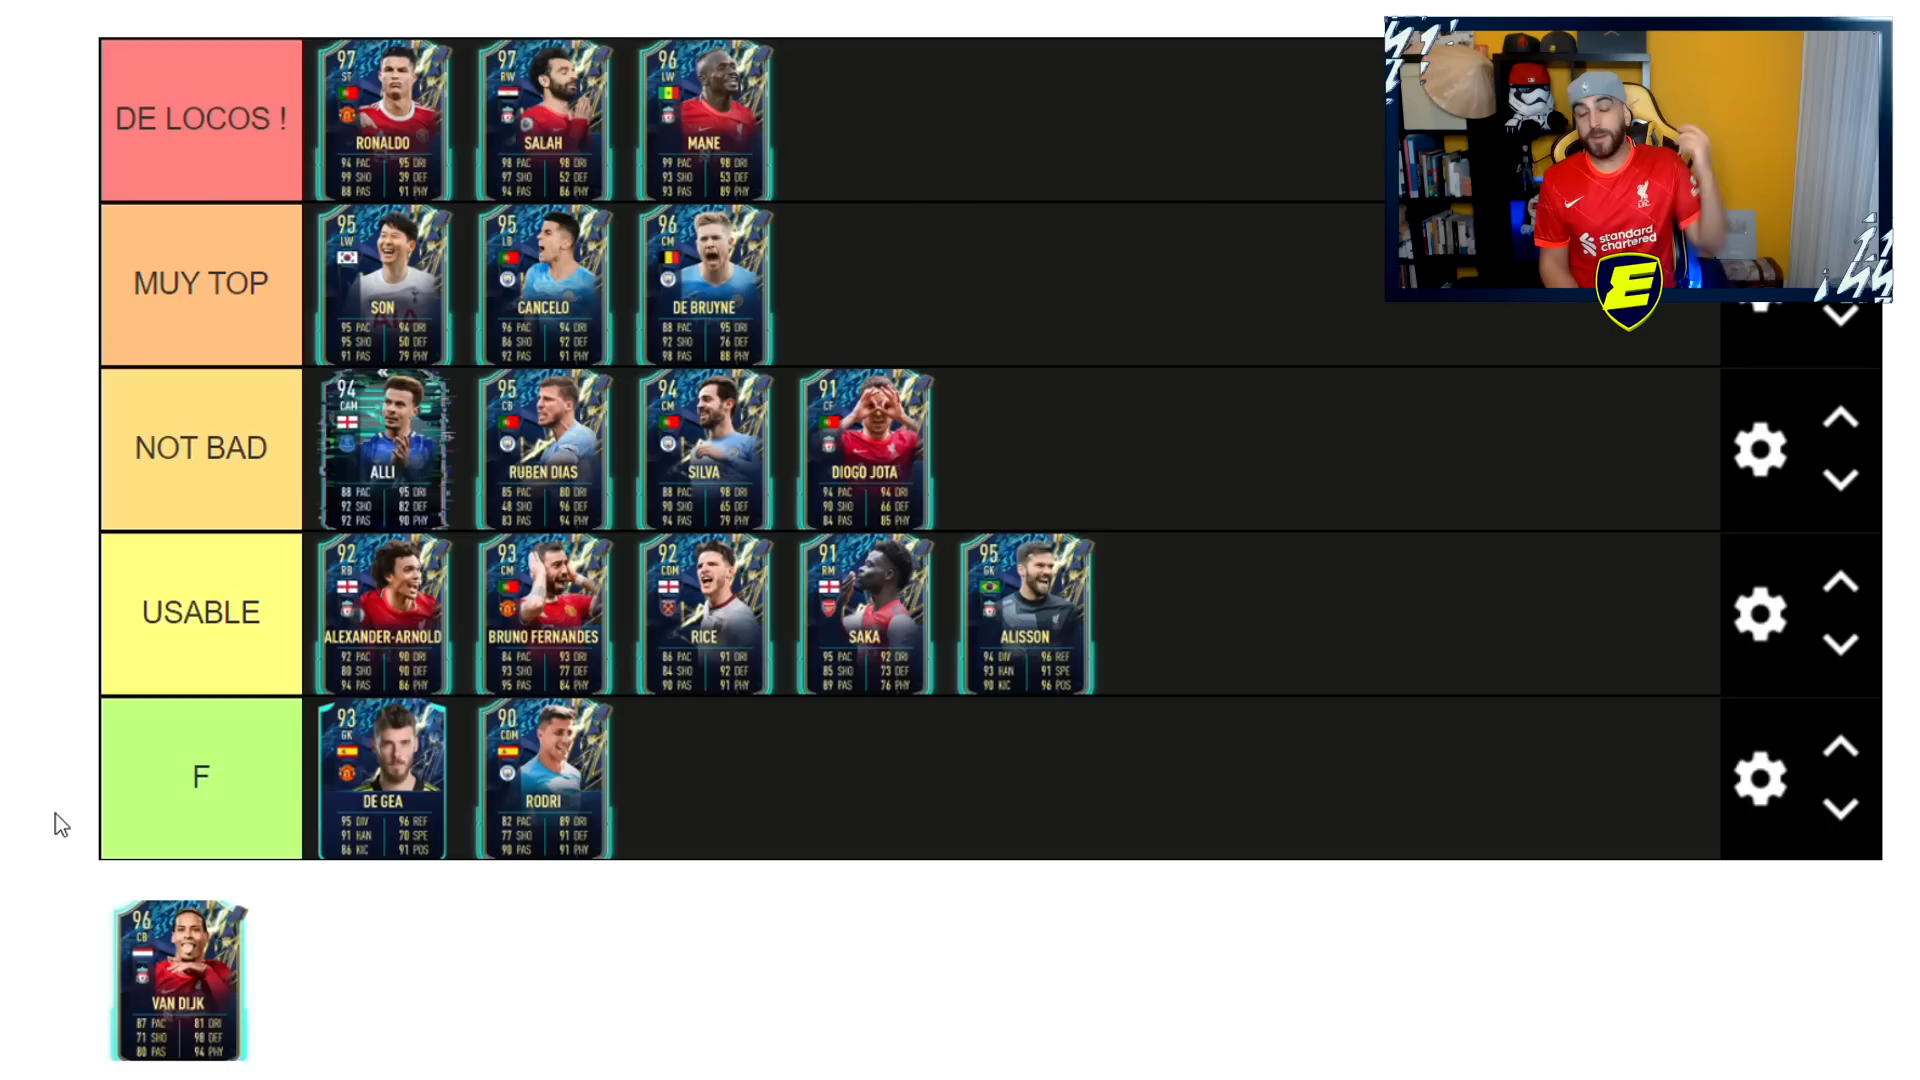 DE LOCOS !
97
ST
RONALDO
94 PAC 95 DRI
99 SHO 39 DEF
88 PAS 91 PHY
97
RW
SALAH
98 PAC 98 DRI
97 SHO 52 DEF
94 PAS 86 PHY
96
LW
MANE
99 PAC 98 DRI
93 SHO 53 DEF
93 PAS 89 PHY
standard
chartered
E
MUY TOP
95
LW
SON
95 PAC 94 DRI
95 SHO 50 DEF
91 PAS 79 PHY
95
LB
CANCELO
96 PAC 94 DRI
86 SHO 92 DEF
92 PAS 91 PHY
96
CM
DE BRUYNE
88 PAC 95 DRI
92 SHO 76 DEF
98 PAS 88 PHY
NOT BAD
94
CAM
ALLI
88 PAC 95 DRI
92 SHO 82 DEF
92 PAS 90 PHY
95
CB
RUBEN DIAS
85 PAC 80 DRI
48 SHO 96 DEF
83 PAS 94 PHY
94
CM
SILVA
88 PAC 98 DRI
90 SHO 65 DEF
94 PAS 79 PHY
91
CF
DIOGO JOTA
94 PAC 94 DRI
90 SHO 66 DEF
84 PAS 85 PHY
USABLE
92
RB
ALEXANDER-ARNOLD
92 PAC 90 DRI
80 SHO 90 DEF
94 PAS 86 PHY
93
CM
BRUNO FERNANDES
84 PAC 93 DRI
93 SHO 77 DEF
95 PAS 84 PHY
92
CDM
RICE
86 PAC 91 DRI
84 SHO 92 DEF
90 PAS 91 PHY
91
RM
SAKA
95 PAC 92 DRI
85 SHO 73 DEF
89 PAS 76 PHY
95
GK
ALISSON
94 DIV 96 REF
93 HAN 91 SPE
90 KIC 96 POS
F
93
GK
DE GEA
95 DIV 96 REF
91 HAN 70 SPE
86 KIC 91 POS
90
CDM
RODRI
82 PAC 89 DRI
77 SHO 91 DEF
90 PAS 91 PHY
96
CB
VAN DIJK
87 PAC 81 DRI
71 SHO 98 DEF
80 PAS 94 PHY